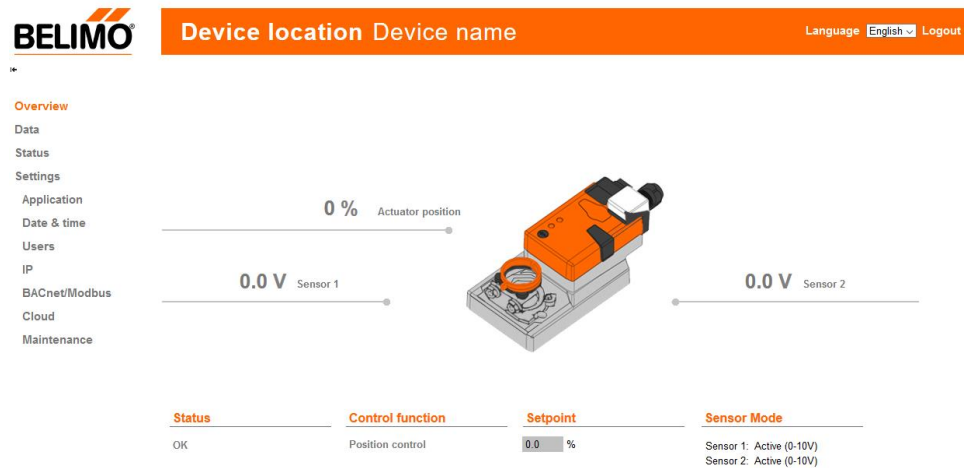 BELIMO®
Device location Device name
Language English Logout
Overview
Data
Status
Settings
Application
Date & time
Users
IP
BACnet/Modbus
Cloud
Maintenance
0 % Actuator position
0.0 V Sensor 1
0.0 V Sensor 2
Status
OK
Control function
Position control
Setpoint
0.0 %
Sensor Mode
Sensor 1: Active (0-10V)
Sensor 2: Active (0-10V)